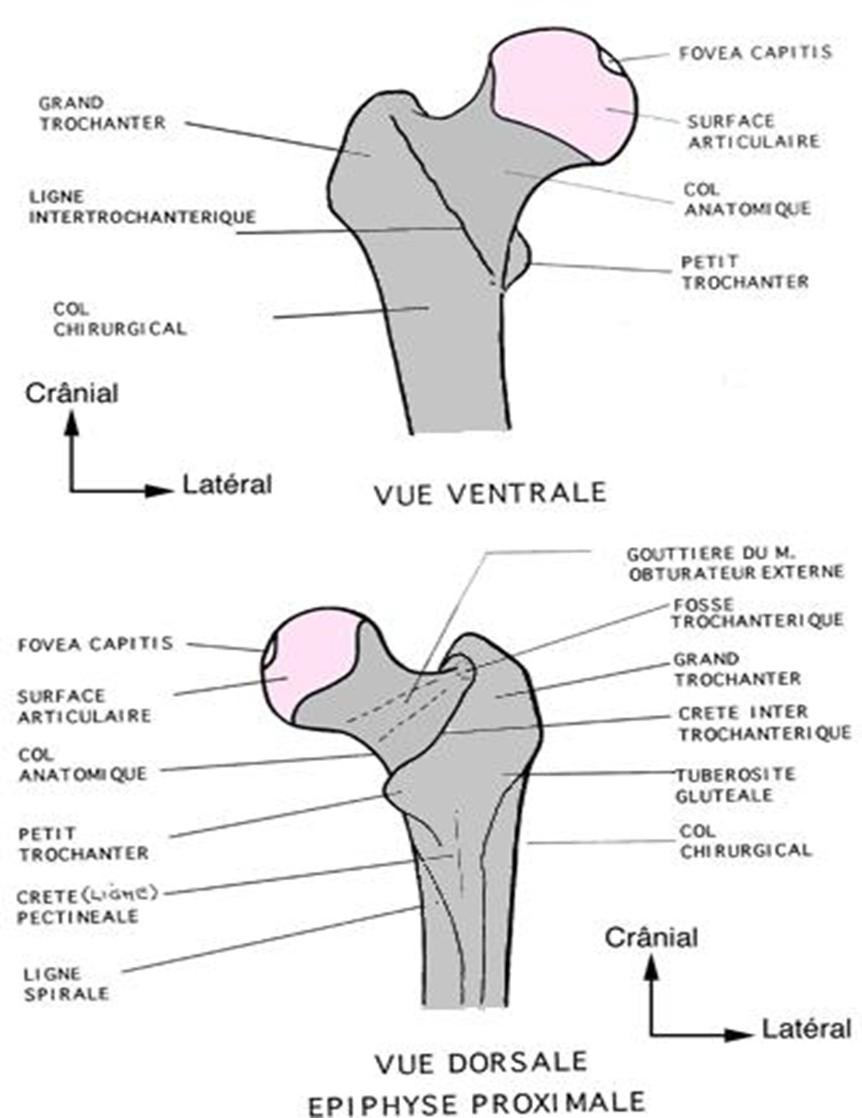 FOVEA CAPITIS
GRAND
TROCHANTER
SURFACE
ARTICULAIRE
LIGNE
INTERTROCHANTERIQUE
COL
ANATOMIQUE
PETIT
TROCHANTER
COL
CHIRURGICAL
Crânial
Latéral
VUE VENTRALE
GOUTTIERE DU M.
OBTURATEUR EXTERNE
FOSSE
TROCHANTERIQUE
FOVEA CAPITIS
GRAND
TROCHANTER
SURFACE
ARTICULAIRE
CRETE INTER
TROCHANTERIQUE
COL
ANATOMIQUE
TUBEROSITE
GLUTEALE
PETIT
TROCHANTER
COL
CHIRURGICAL
CRETE (Ligne)
PECTINEALE
Crânial
LIGNE
SPIRALE
Latéral
VUE DORSALE
EPIPHYSE PROXIMALE